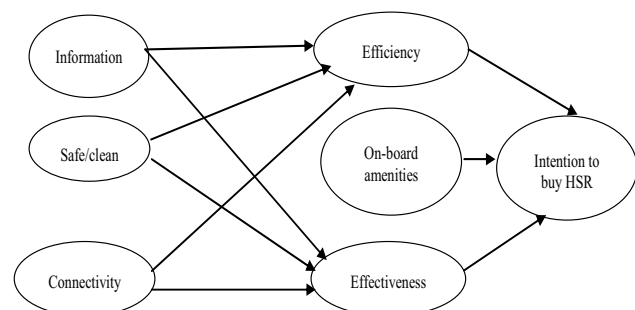 Information
Efficiency
Safe/clean
On-board
amenities
Intention to
buy HSR
Connectivity
Effectiveness